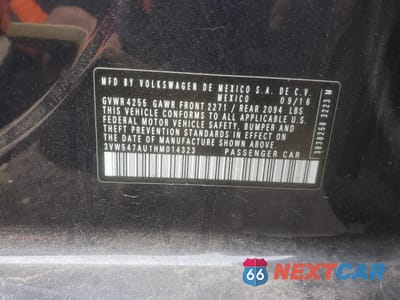 MFD BY VOLKSWAGEN DE MEXICO S.A. DE C.V.
MEXICO 09/16
GVWR 4255 GAWR FRONT 2271 / REAR 2094 LBS
THIS VEHICLE CONFORMS TO ALL APPLICABLE U.S.
FEDERAL MOTOR VEHICLE SAFETY, BUMPER AND
THEFT PREVENTION STANDARDS IN EFFECT ON THE
DATE OF MANUFACTURE SHOWN ABOVE.
3VW547AU1HM014323 PASSENGER CAR
3838258 3223 M
66 NEXTCAR